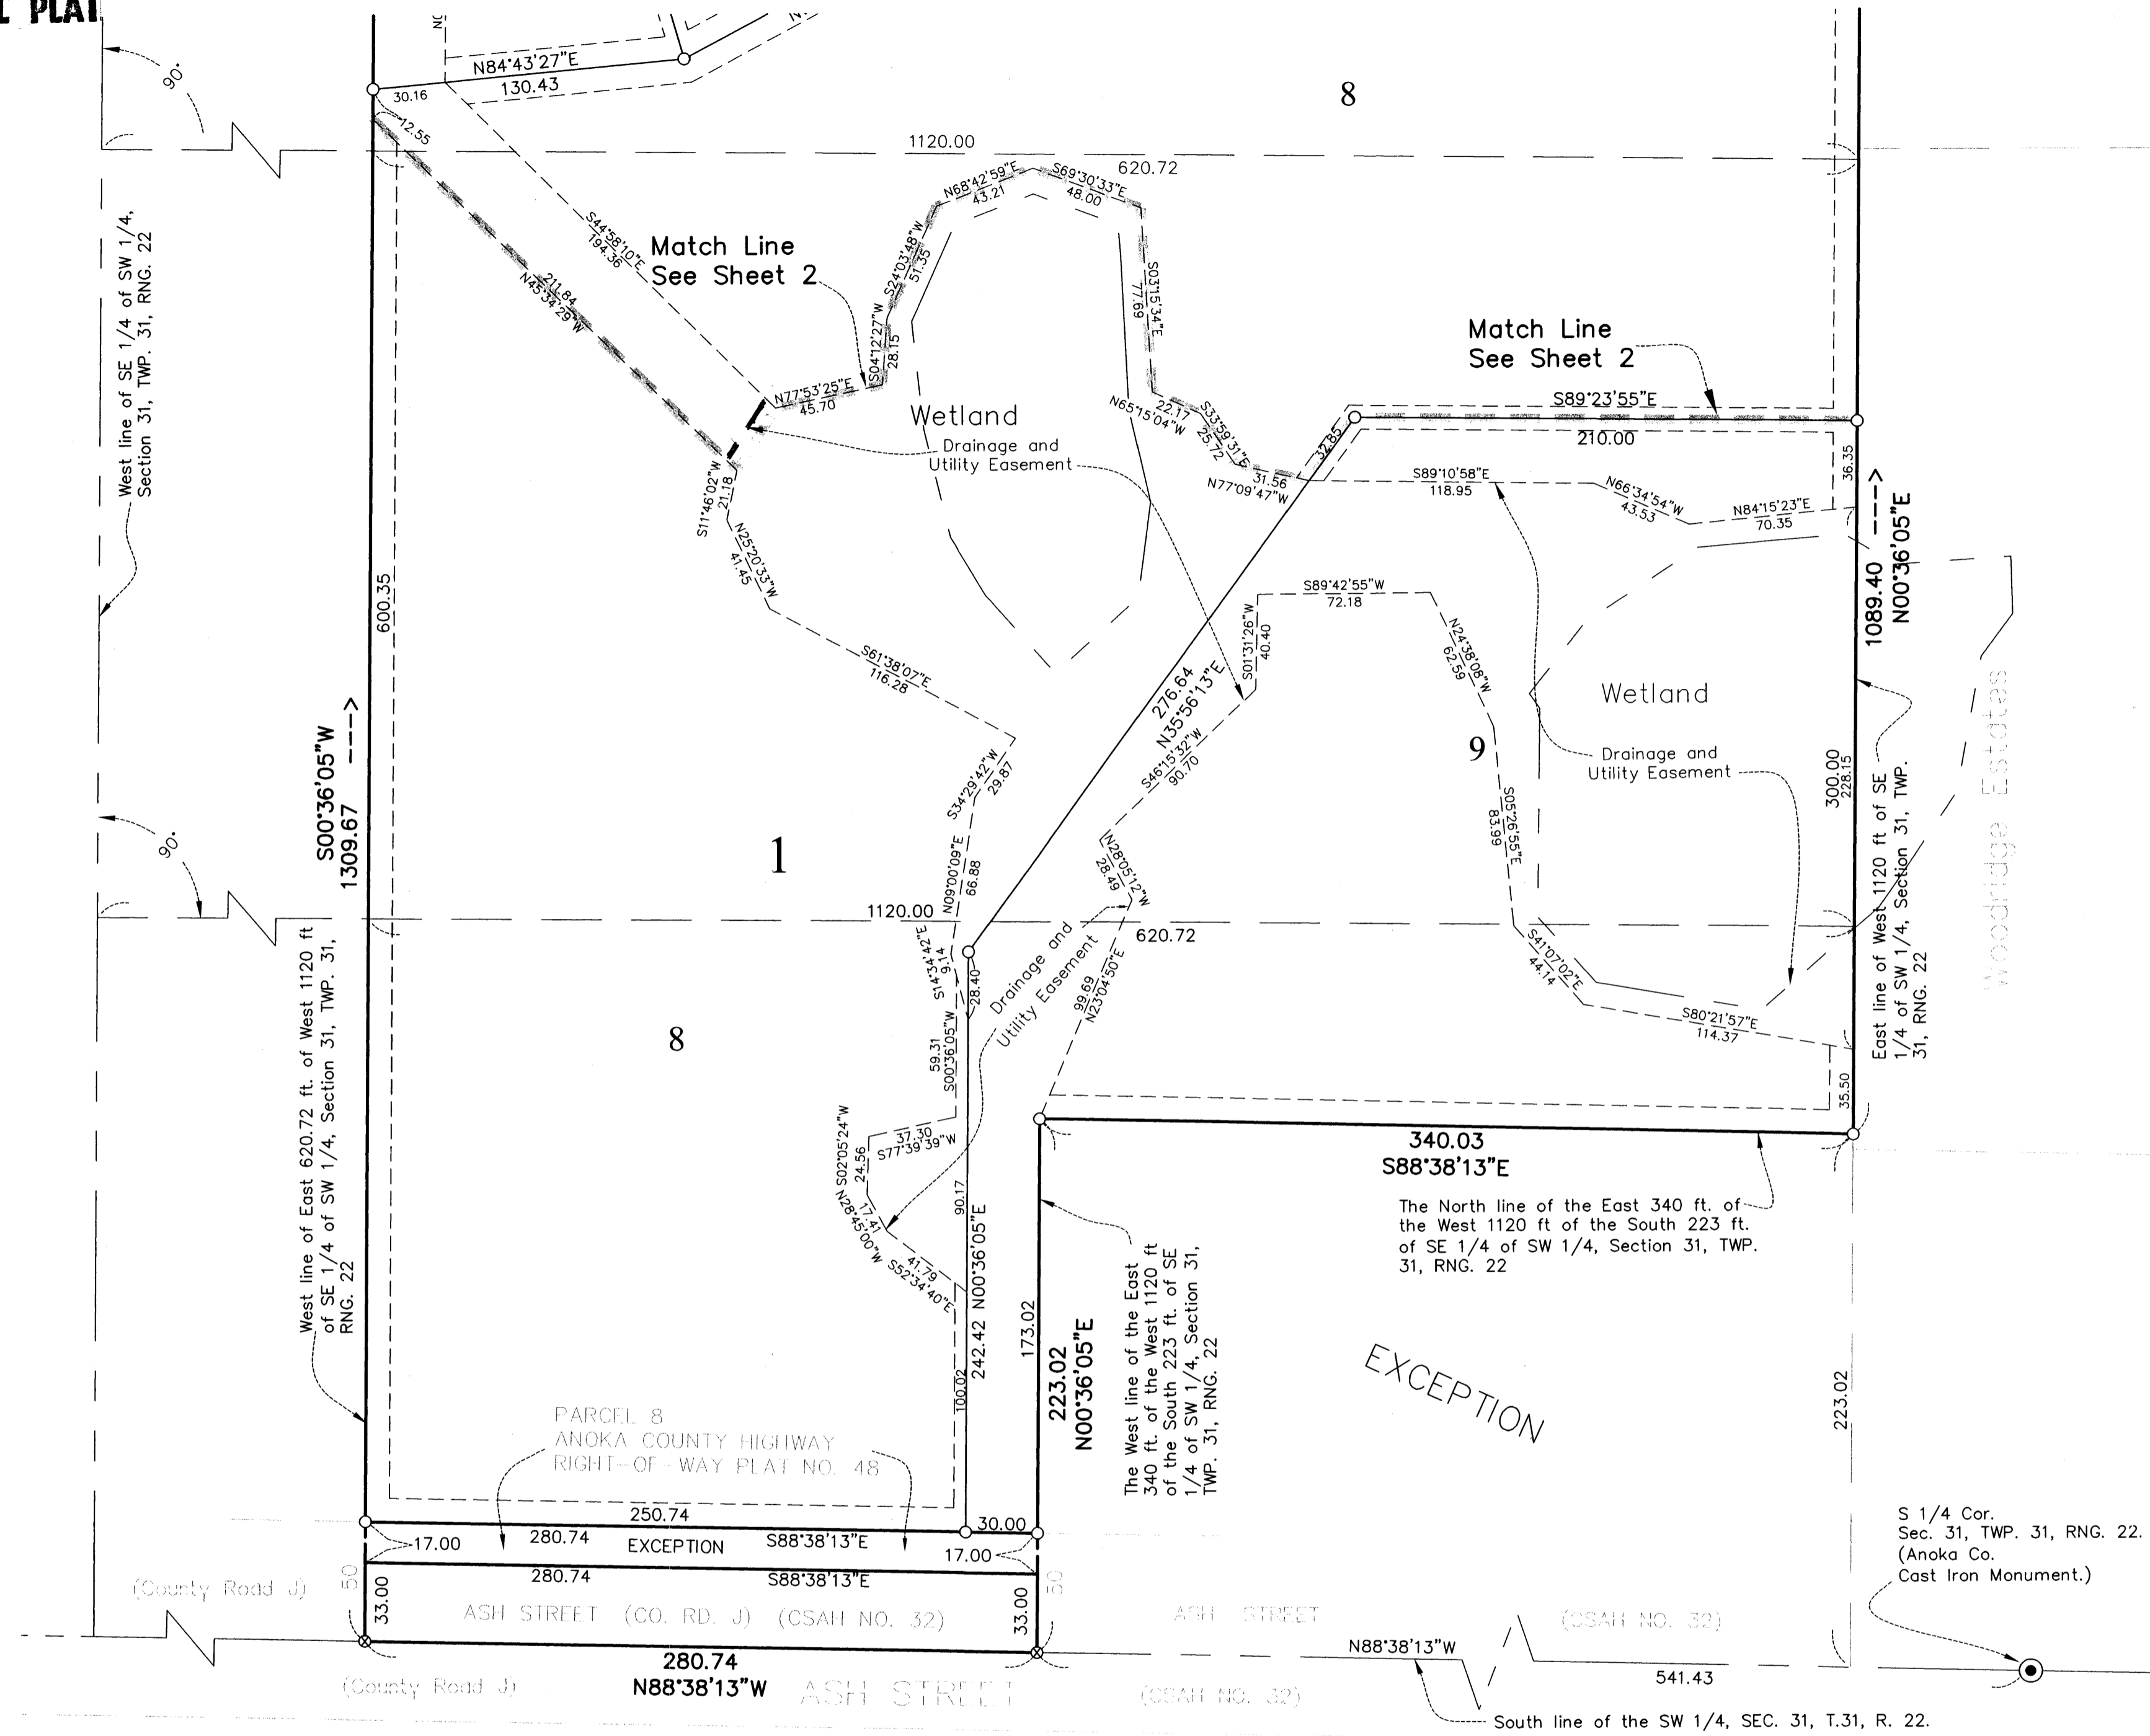 L PLAT
90°
N84°43'27"E
130.43
30.16
12.55
8
1120.00
620.72
West line of SE 1/4 of SW 1/4,
Section 31, TWP. 31, RNG. 22
S44°58'10"E
194.36
Match Line
See Sheet 2
N68°42'59"E
43.21
S69°30'33"E
48.00
S24°03'48"W
51.35
S03°15'34"E
77.69
211.84
N45°34'29"W
S04°12'27"W
28.15
N77°53'25"E
45.70
Wetland
Drainage and
Utility Easement
22.17
N65°15'04"W
S33°59'31"E
25.72
31.56
N77°09'47"W
32.85
Match Line
See Sheet 2
S89°23'55"E
210.00
36.35
S89°10'58"E
118.95
N66°34'54"W
43.53
N84°15'23"E
70.35
1089.40 --->
N00°36'05"E
S11°46'02"W
21.18
N25°20'33"W
41.45
600.35
S61°38'07"E
116.28
S34°29'42"W
29.87
S89°42'55"W
72.18
S01°31'26"W
40.40
276.64
N35°56'13"E
S46°15'32"W
90.70
N24°38'08"W
62.59
Wetland
9
Drainage and
Utility Easement
S05°26'55"E
83.99
300.00
228.15
Woodridge Estates
East line of West 1120 ft of SE
1/4 of SW 1/4, Section 31, TWP.
31, RNG. 22
S00°36'05"W --->
1309.67
90°
1
N09°00'09"E
66.88
N28°05'12"W
28.49
1120.00
620.72
West line of East 620.72 ft. of West 1120 ft
of SE 1/4 of SW 1/4, Section 31, TWP. 31,
RNG. 22
S14°34'42"E
9.14
28.40
Drainage and
Utility Easement
99.69
N23°04'50"E
S41°07'02"E
44.14
S80°21'57"E
114.37
35.50
8
59.31
S00°36'05"W
37.30
S77°39'39"W
S02°05'24"W
24.56
17.41
N28°45'00"W
41.79
S52°34'40"E
90.17
242.42 N00°36'05"E
100.02
173.02
223.02
N00°36'05"E
340.03
S88°38'13"E
The North line of the East 340 ft. of
the West 1120 ft of the South 223 ft.
of SE 1/4 of SW 1/4, Section 31, TWP.
31, RNG. 22
The West line of the East
340 ft. of the West 1120 ft
of the South 223 ft. of SE
1/4 of SW 1/4, Section 31,
TWP. 31, RNG. 22
EXCEPTION
223.02
PARCEL 8
ANOKA COUNTY HIGHWAY
RIGHT-OF-WAY PLAT NO. 48
250.74
30.00
17.00
280.74
EXCEPTION
S88°38'13"E
17.00
280.74
S88°38'13"E
50
33.00
33.00
50
(County Road J)
ASH STREET (CO. RD. J) (CSAH NO. 32)
ASH STREET
(CSAH NO. 32)
S 1/4 Cor.
Sec. 31, TWP. 31, RNG. 22.
(Anoka Co.
Cast Iron Monument.)
280.74
N88°38'13"W
(County Road J)
ASH STREET
(CSAH NO. 32)
N88°38'13"W
541.43
South line of the SW 1/4, SEC. 31, T.31, R. 22.